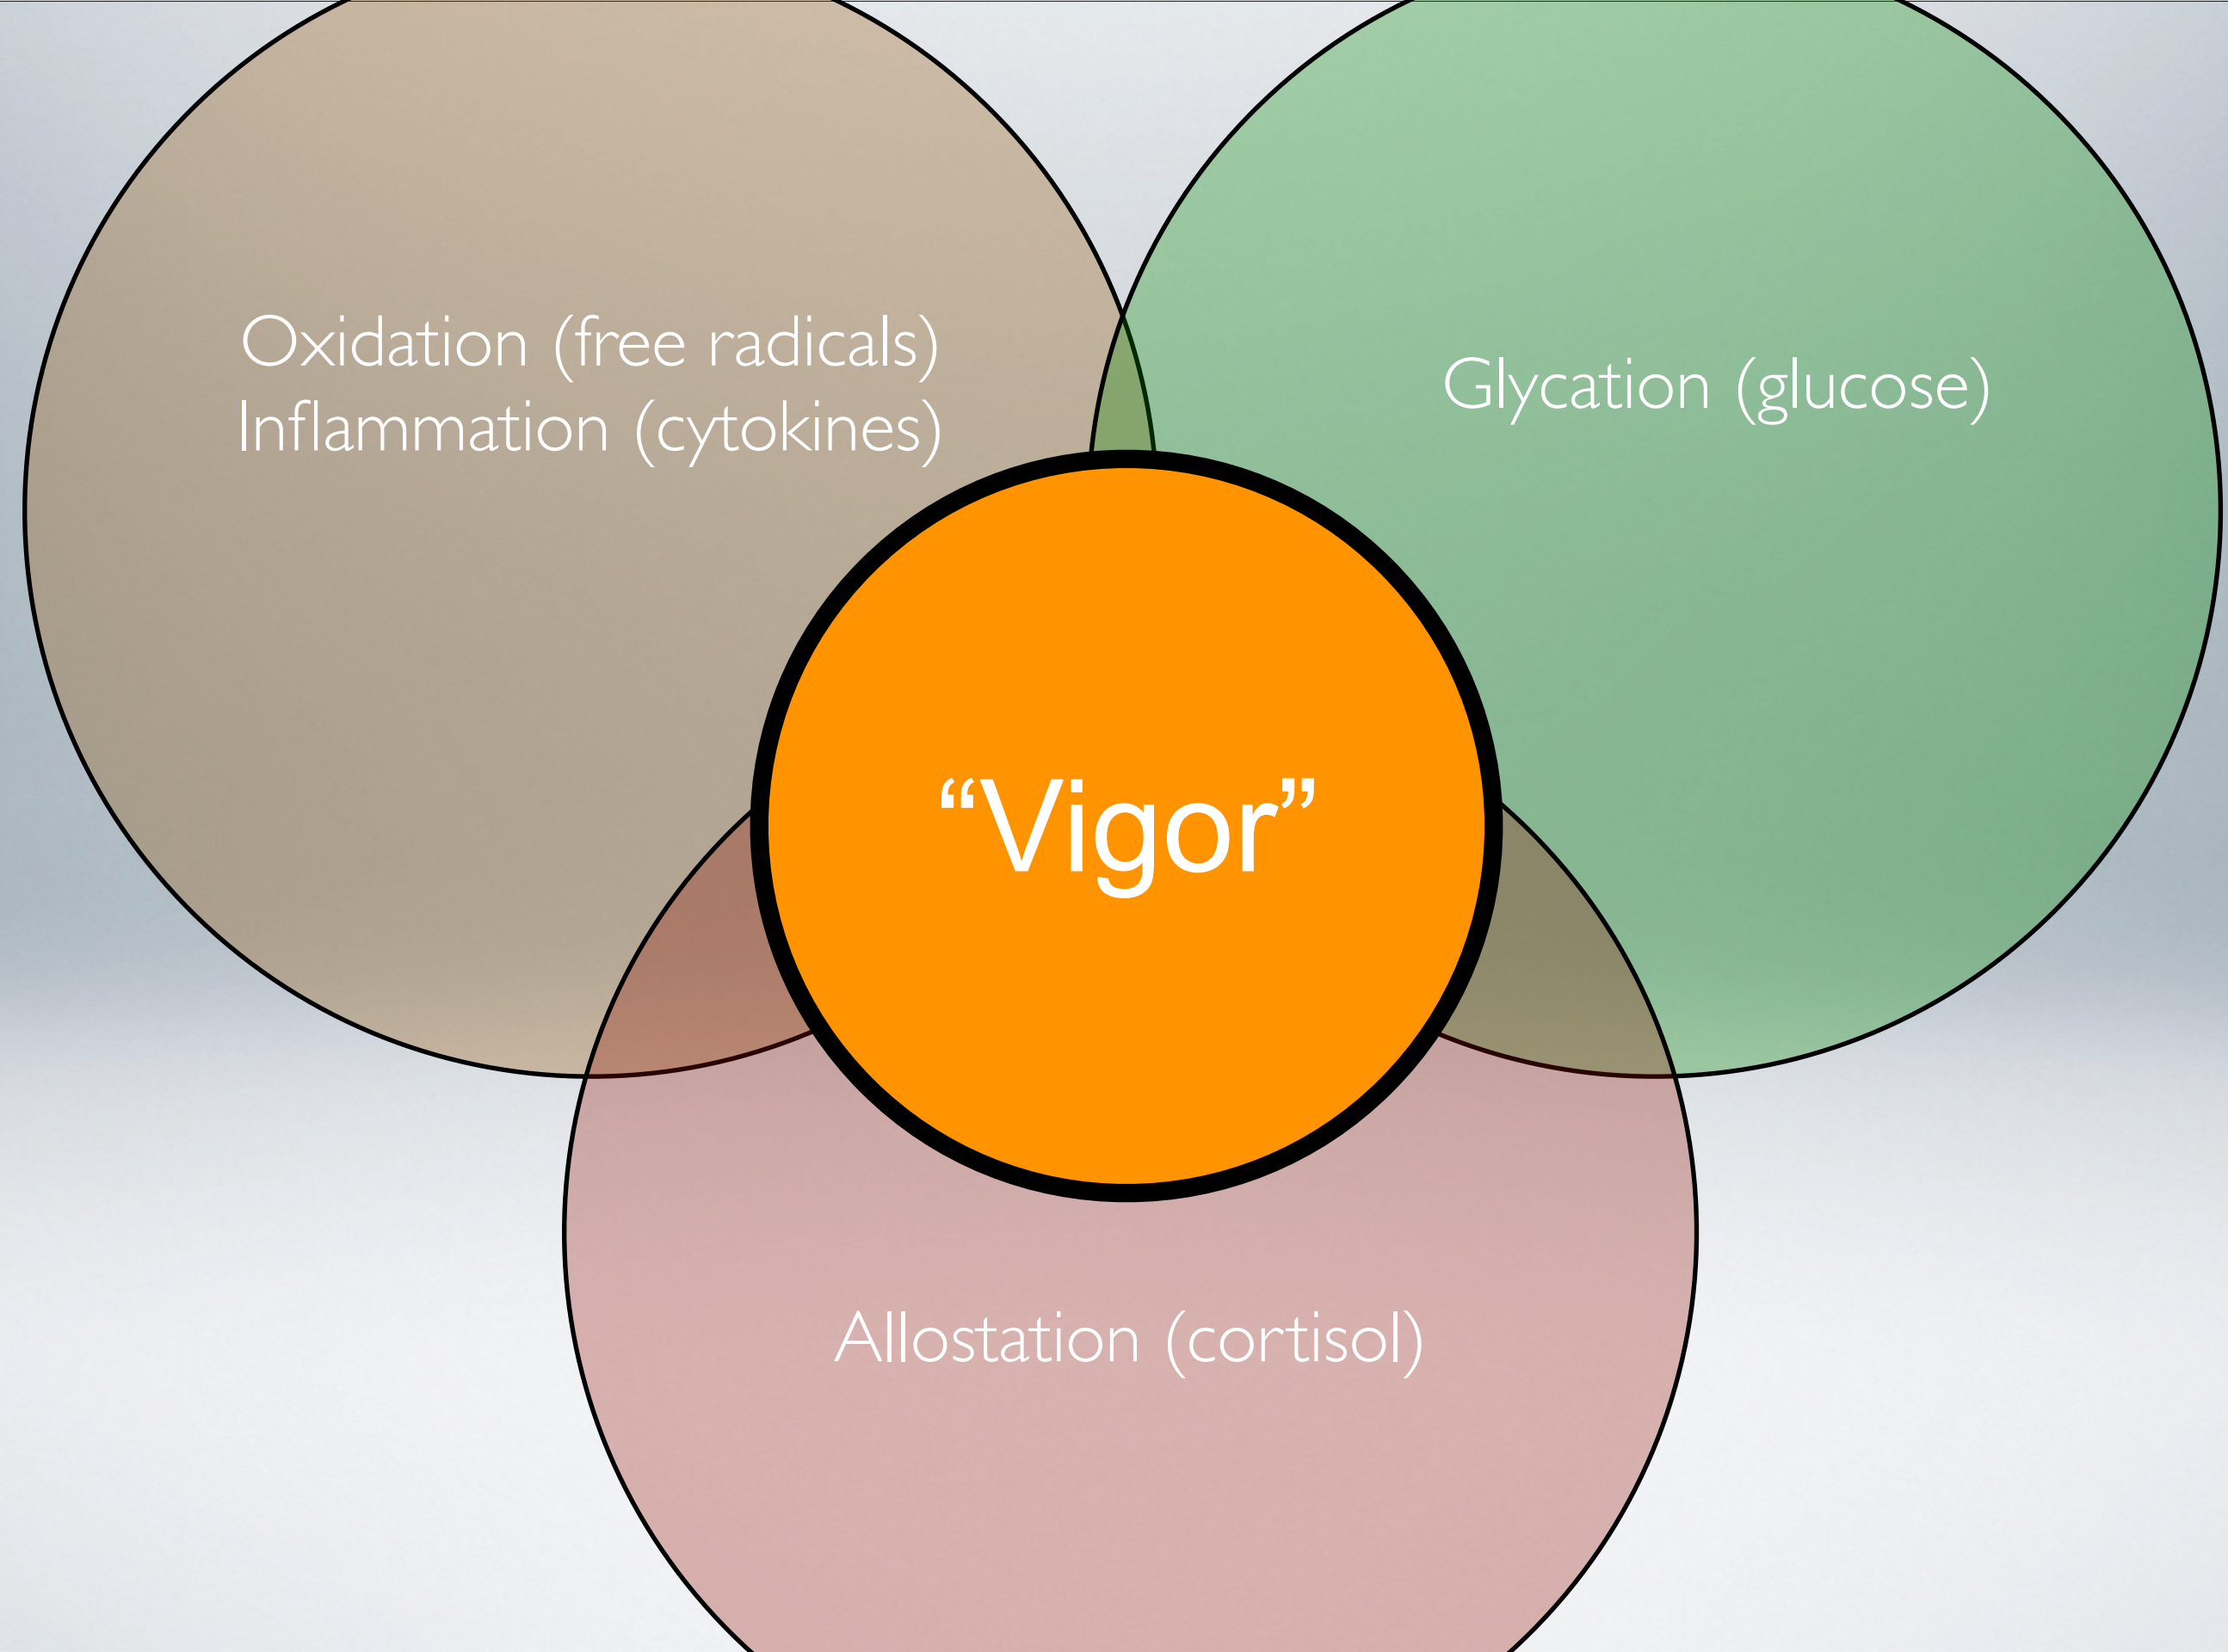 Oxidation (free radicals)
Inflammation (cytokines)
Glycation (glucose)
“Vigor”
Allostation (cortisol)